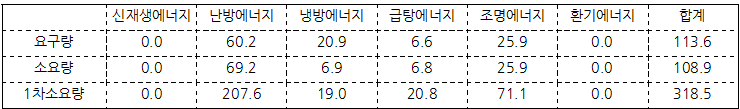 신재생에너지 난방에너지 냉방에너지 급탕에너지 조명에너지 환기에너지 합계
요구량 0.0 60.2 20.9 6.6 25.9 0.0 113.6
소요량 0.0 69.2 6.9 6.8 25.9 0.0 108.9
1차소요량 0.0 207.6 19.0 20.8 71.1 0.0 318.5